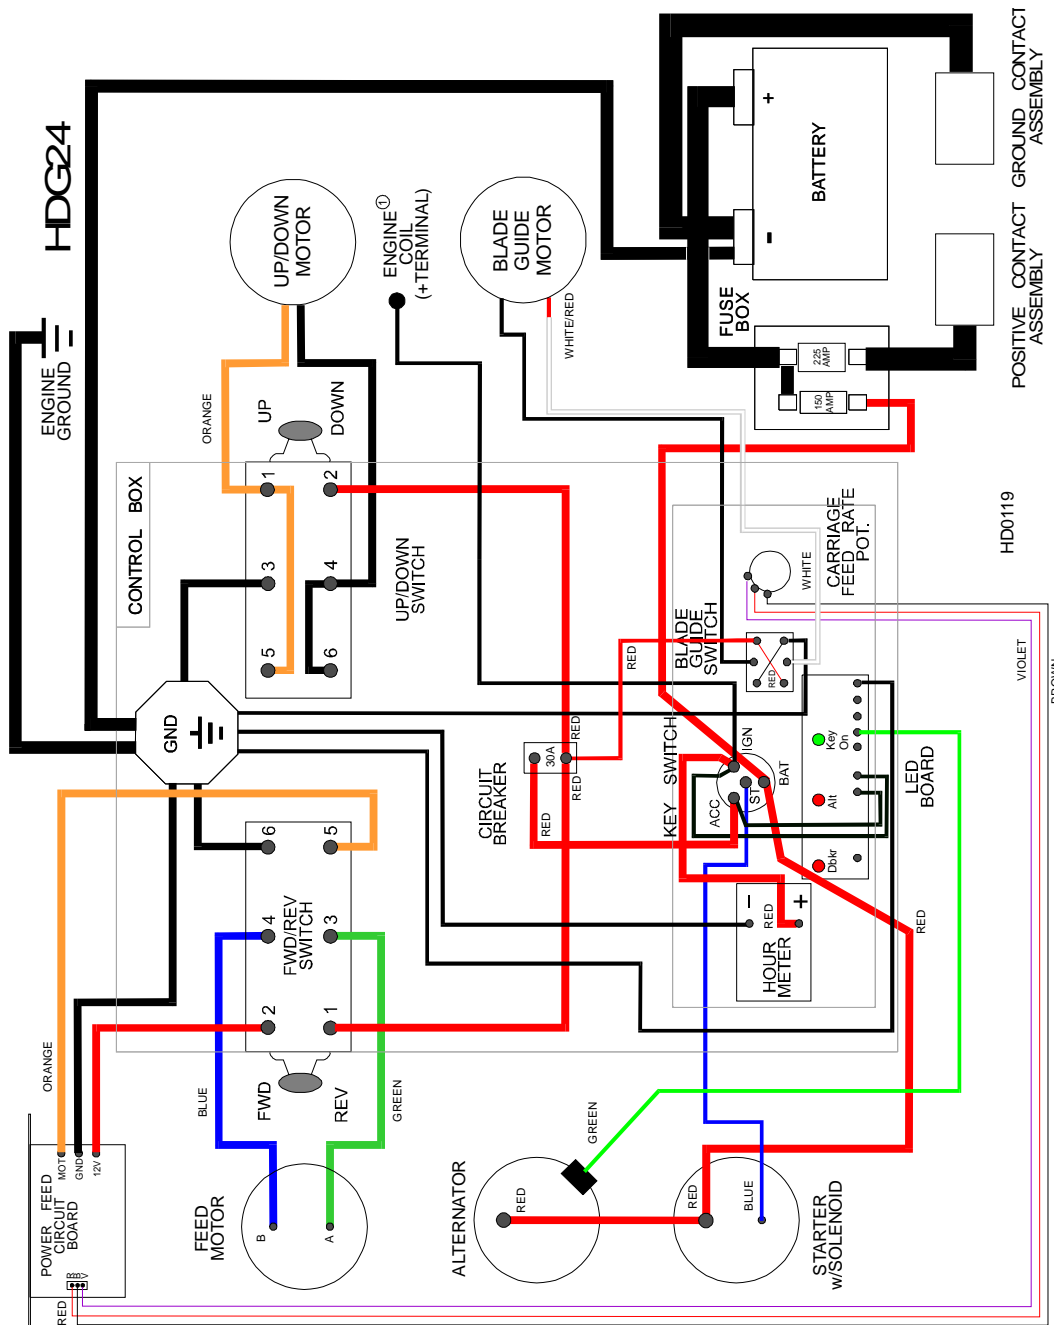 HDG24
ENGINE
GROUND
UP/DOWN
MOTOR
ENGINE①
COIL
(+TERMINAL)
BLADE
GUIDE
MOTOR
WHITE/RED
+
BATTERY
-
GROUND CONTACT
ASSEMBLY
POSITIVE CONTACT
ASSEMBLY
FUSE
BOX
225
AMP
150
AMP
ORANGE
UP
DOWN
CONTROL BOX
1
2
3
4
5
6
UP/DOWN
SWITCH
GND
HD0119
CARRIAGE
FEED RATE
POT.
WHITE
BLADE
GUIDE
SWITCH
RED
RED
VIOLET
BROWN
CIRCUIT
BREAKER
30A
RED
RED
RED
KEY SWITCH
IGN
BAT
ST
ACC
LED
BOARD
Key
On
Alt
Dbkr
HOUR
METER
-
+
RED
RED
6
5
4
3
2
1
FWD/REV
SWITCH
FWD
REV
ORANGE
BLUE
GREEN
POWER FEED
CIRCUIT
BOARD
MOT
GND
12V
R
B
V
RED
FEED
MOTOR
B
A
ALTERNATOR
RED
GREEN
STARTER
w/SOLENOID
RED
BLUE